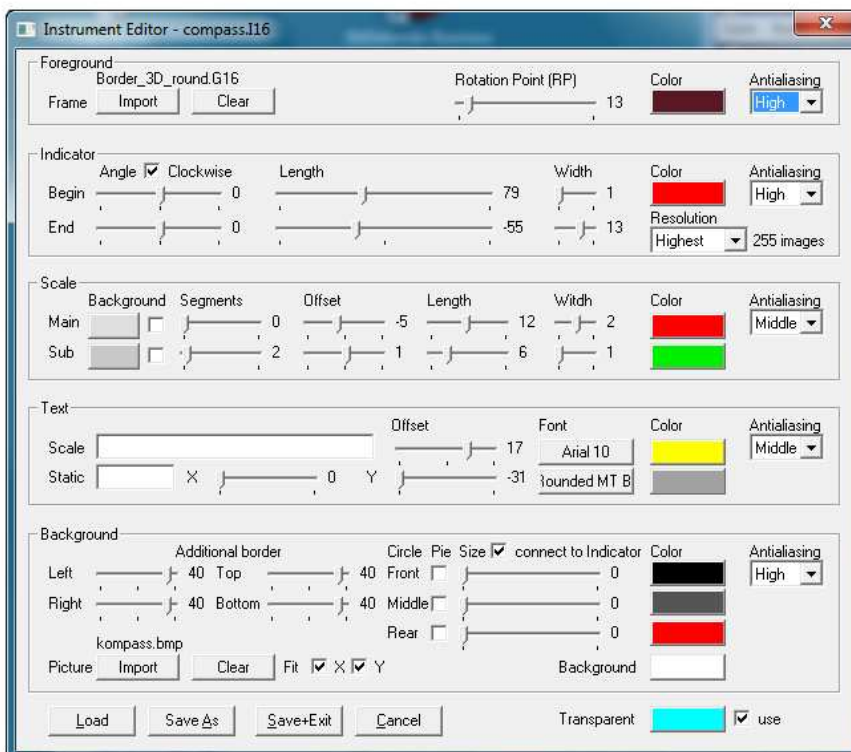 Instrument Editor - compass.I16
Foreground
Border_3D_round.G16 Rotation Point (RP) Color Antialiasing
Frame Import Clear 13 High
Indicator
Angle Clockwise Length Width Color Antialiasing
Begin 0 79 1 High
Resolution
End 0 -55 13 Highest 255 images
Scale
Background Segments Offset Length Witdh Color Antialiasing
Main 0 -5 12 2 Middle
Sub 2 1 6 1
Text
Offset Font Color Antialiasing
Scale 17 Arial 10 Middle
Static X 0 Y -31 Rounded MT B
Background
Additional border Circle Pie Size connect to Indicator Color Antialiasing
Left 40 Top 40 Front 0 High
Right 40 Bottom 40 Middle 0
Rear 0
kompass.bmp
Picture Import Clear Fit X Y Background
Load Save As Save+Exit Cancel Transparent use